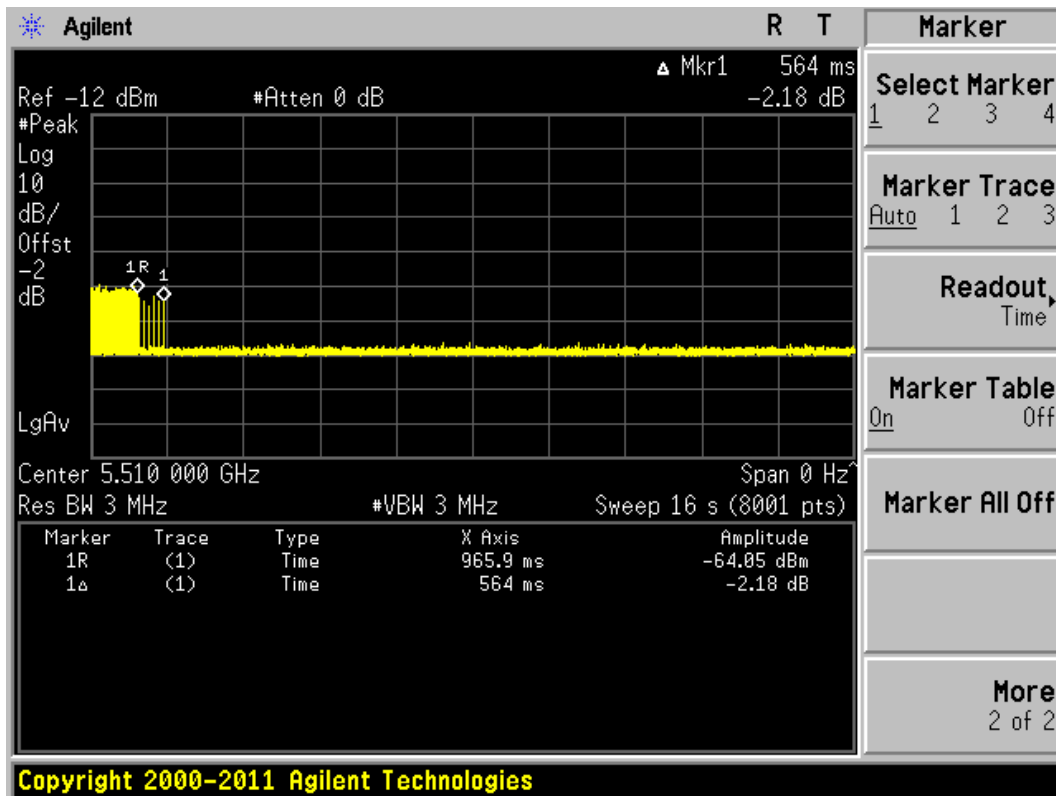 Agilent R T Marker
Δ Mkr1 564 ms
Ref -12 dBm #Atten 0 dB -2.18 dB
#Peak
Log
10
dB/
Offst
-2
dB
1R 1
LgAv
Center 5.510 000 GHz Span 0 Hz^
Res BW 3 MHz #VBW 3 MHz Sweep 16 s (8001 pts)
Marker Trace Type X Axis Amplitude
1R (1) Time 965.9 ms -64.05 dBm
1Δ (1) Time 564 ms -2.18 dB
Select Marker
1 2 3 4
Marker Trace
Auto 1 2 3
Readout
Time
Marker Table
On Off
Marker All Off
More
2 of 2
Copyright 2000-2011 Agilent Technologies